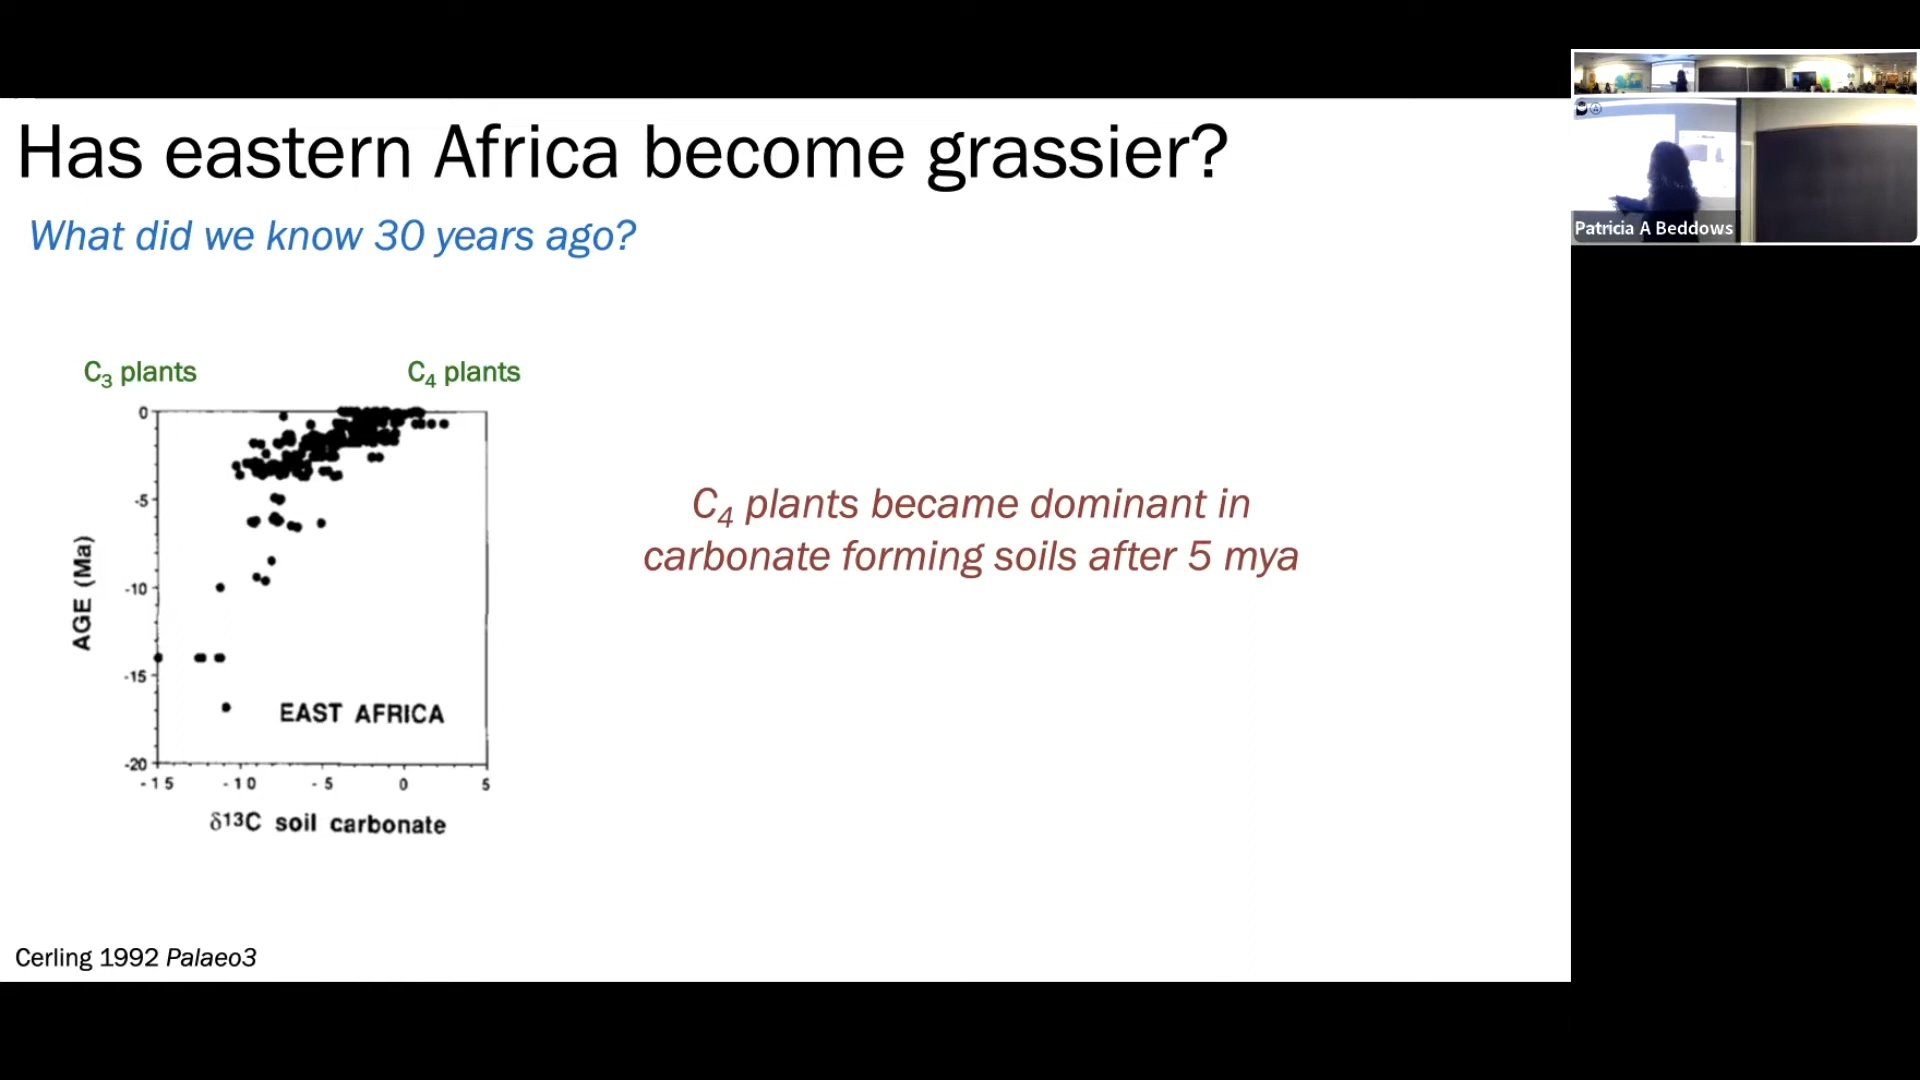 Has eastern Africa become grassier?
What did we know 30 years ago?
Patricia A Beddows
C₃ plants
C₄ plants
0
-5
-10
-15
-20
AGE (Ma)
EAST AFRICA
-15 -10 -5 0 5
δ13C soil carbonate
C₄ plants became dominant in
carbonate forming soils after 5 mya
Cerling 1992 Palaeo3